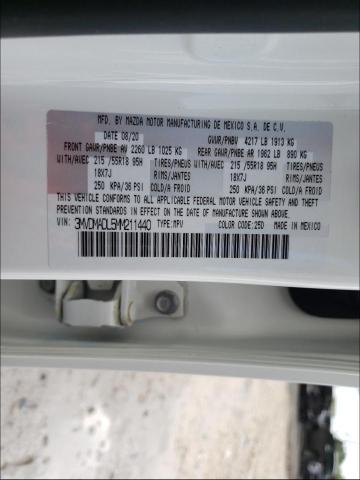 MFD. BY MAZDA MOTOR MANUFACTURING DE MEXICO S.A. DE C.V.
DATE 08/20 GVWR/PNBV 4217 LB 1913 KG
FRONT GAWR/PNBE AV 2260 LB 1025 KG REAR GAWR/PNBE AR 1962 LB 890 KG
WITH/AVEC 215 /55R18 95H TIRES/PNEUS WITH/AVEC 215 /55R18 95H TIRES/PNEUS
18X7J RIMS/JANTES 18X7J RIMS/JANTES
250 KPA/36 PSI COLD/A FROID 250 KPA/36 PSI COLD/A FROID
THIS VEHICLE CONFORMS TO ALL APPLICABLE FEDERAL MOTOR VEHICLE SAFETY, BUMPER, AND THEFT PREVENTION STANDARDS
IN EFFECT ON THE DATE OF MANUFACTURE SHOWN ABOVE.
3MVDMADL5MM211440 TYPE:MPV COLOR CODE:25D MADE IN MEXICO